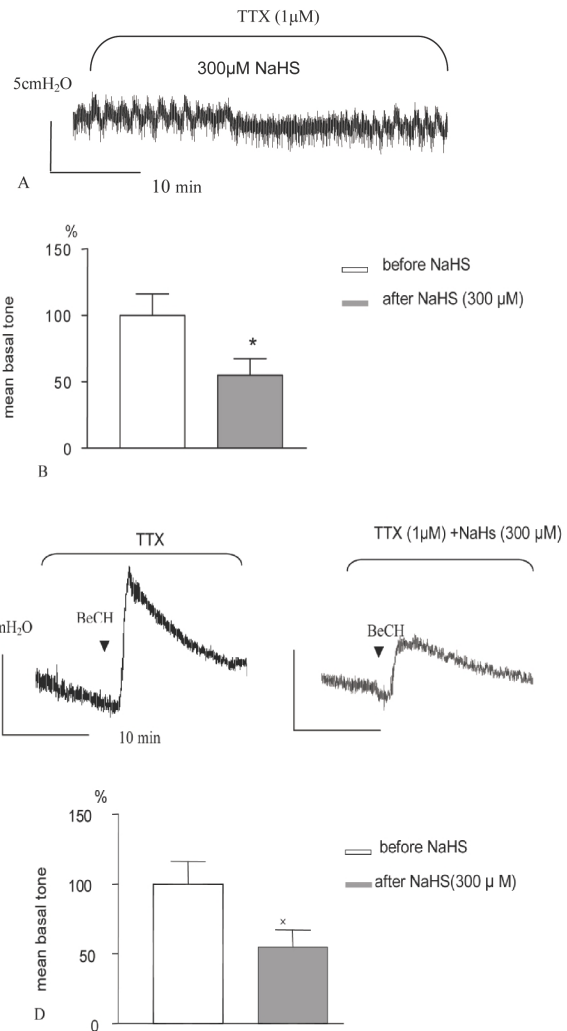 TTX (1μM)
300μM NaHS
5cmH₂O
10 min
A
%
150
100
50
0
mean basal tone
*
before NaHS
after NaHS (300 μM)
B
TTX
BeCH
mH₂O
10 min
TTX (1μM) +NaHs (300 μM)
BeCH
%
150
100
50
0
mean basal tone
x
before NaHS
after NaHS(300 μ M)
D